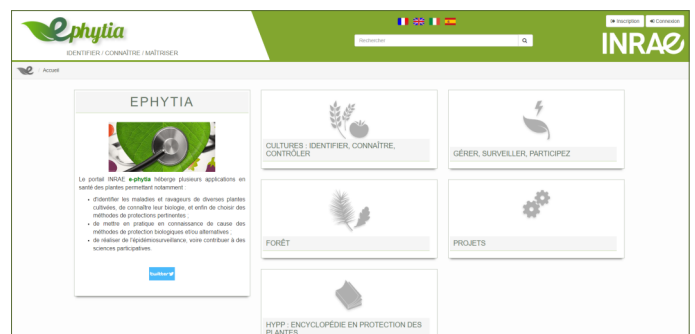 ephytia
IDENTIFIER / CONNAÎTRE / MAÎTRISER
Rechercher
Inscription
Connexion
INRAE
/ Accueil
EPHYTIA
Le portail INRAE e-phytia héberge plusieurs applications en
santé des plantes permettant notamment :
• d'identifier les maladies et ravageurs de diverses plantes
cultivées, de connaître leur biologie, et enfin de choisir des
méthodes de protections pertinentes ;
• de mettre en pratique en connaissance de cause des
méthodes de protection biologiques et/ou alternatives ;
• de réaliser de l'épidémiosurveillance, voire contribuer à des
sciences participatives.
twitter
CULTURES : IDENTIFIER, CONNAÎTRE,
CONTRÔLER
GÉRER, SURVEILLER, PARTICIPEZ
FORÊT
PROJETS
HYPP : ENCYCLOPÉDIE EN PROTECTION DES
PLANTES